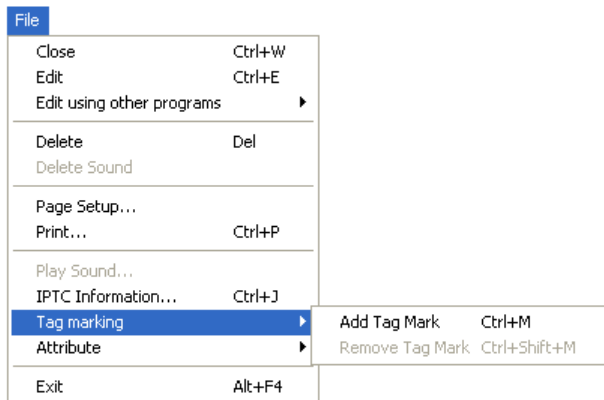 File
Close Ctrl+W
Edit Ctrl+E
Edit using other programs
Delete Del
Delete Sound
Page Setup...
Print... Ctrl+P
Play Sound...
IPTC Information... Ctrl+J
Tag marking Add Tag Mark Ctrl+M
Attribute Remove Tag Mark Ctrl+Shift+M
Exit Alt+F4